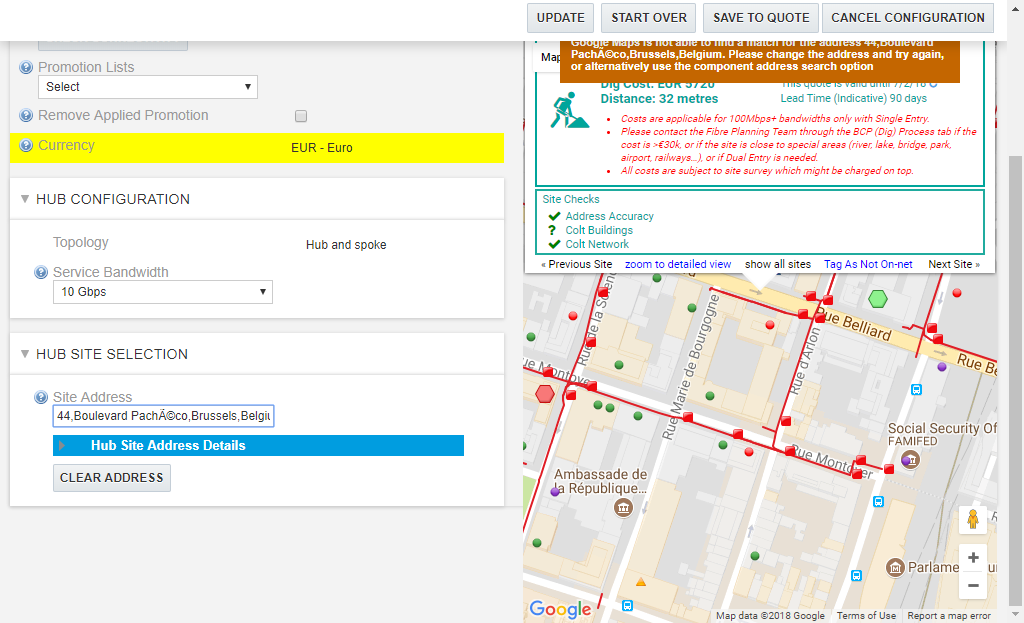 UPDATE START OVER SAVE TO QUOTE CANCEL CONFIGURATION
Promotion Lists
Select
Remove Applied Promotion
Currency EUR - Euro
HUB CONFIGURATION
Topology Hub and spoke
Service Bandwidth
10 Gbps
HUB SITE SELECTION
Site Address
44,Boulevard PachÃ©co,Brussels,Belgiu
Hub Site Address Details
CLEAR ADDRESS
Map
Google Maps is not able to find a match for the address 44,Boulevard
PachÃ©co,Brussels,Belgium. Please change the address and try again,
or alternatively use the component address search option
Dig Cost: EUR 5720
Distance: 32 metres
This quote is valid until 7/2/18
Lead Time (Indicative) 90 days
Costs are applicable for 100Mbps+ bandwidths only with Single Entry.
Please contact the Fibre Planning Team through the BCP (Dig) Process tab if the
cost is >€30k, or if the site is close to special areas (river, lake, bridge, park,
airport, railways...), or if Dual Entry is needed.
All costs are subject to site survey which might be charged on top.
Site Checks
Address Accuracy
? Colt Buildings
Colt Network
« Previous Site zoom to detailed view show all sites Tag As Not On-net Next Site »
Rue Belliard
Rue Be
Rue de la Scienc
Rue Marie de Bourgogne
Rue d'Arlon
ue Montoye
Rue Montoyer
Social Security Of
FAMIFED
Ambassade de
la République...
Parlame
+
−
Google
Map data ©2018 Google Terms of Use Report a map error